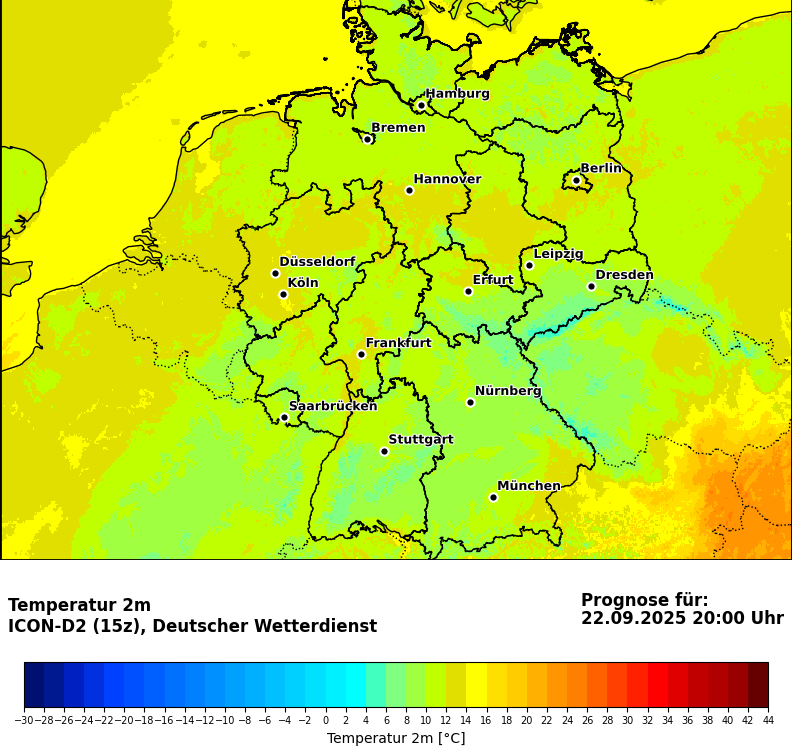 Hamburg
Bremen
Berlin
Hannover
Leipzig
Düsseldorf
Dresden
Köln
Erfurt
Frankfurt
Nürnberg
Saarbrücken
Stuttgart
München
Temperatur 2m
ICON-D2 (15z), Deutscher Wetterdienst
Prognose für:
22.09.2025 20:00 Uhr
−30 −28 −26 −24 −22 −20 −18 −16 −14 −12 −10 −8 −6 −4 −2 0 2 4 6 8 10 12 14 16 18 20 22 24 26 28 30 32 34 36 38 40 42 44
Temperatur 2m [°C]